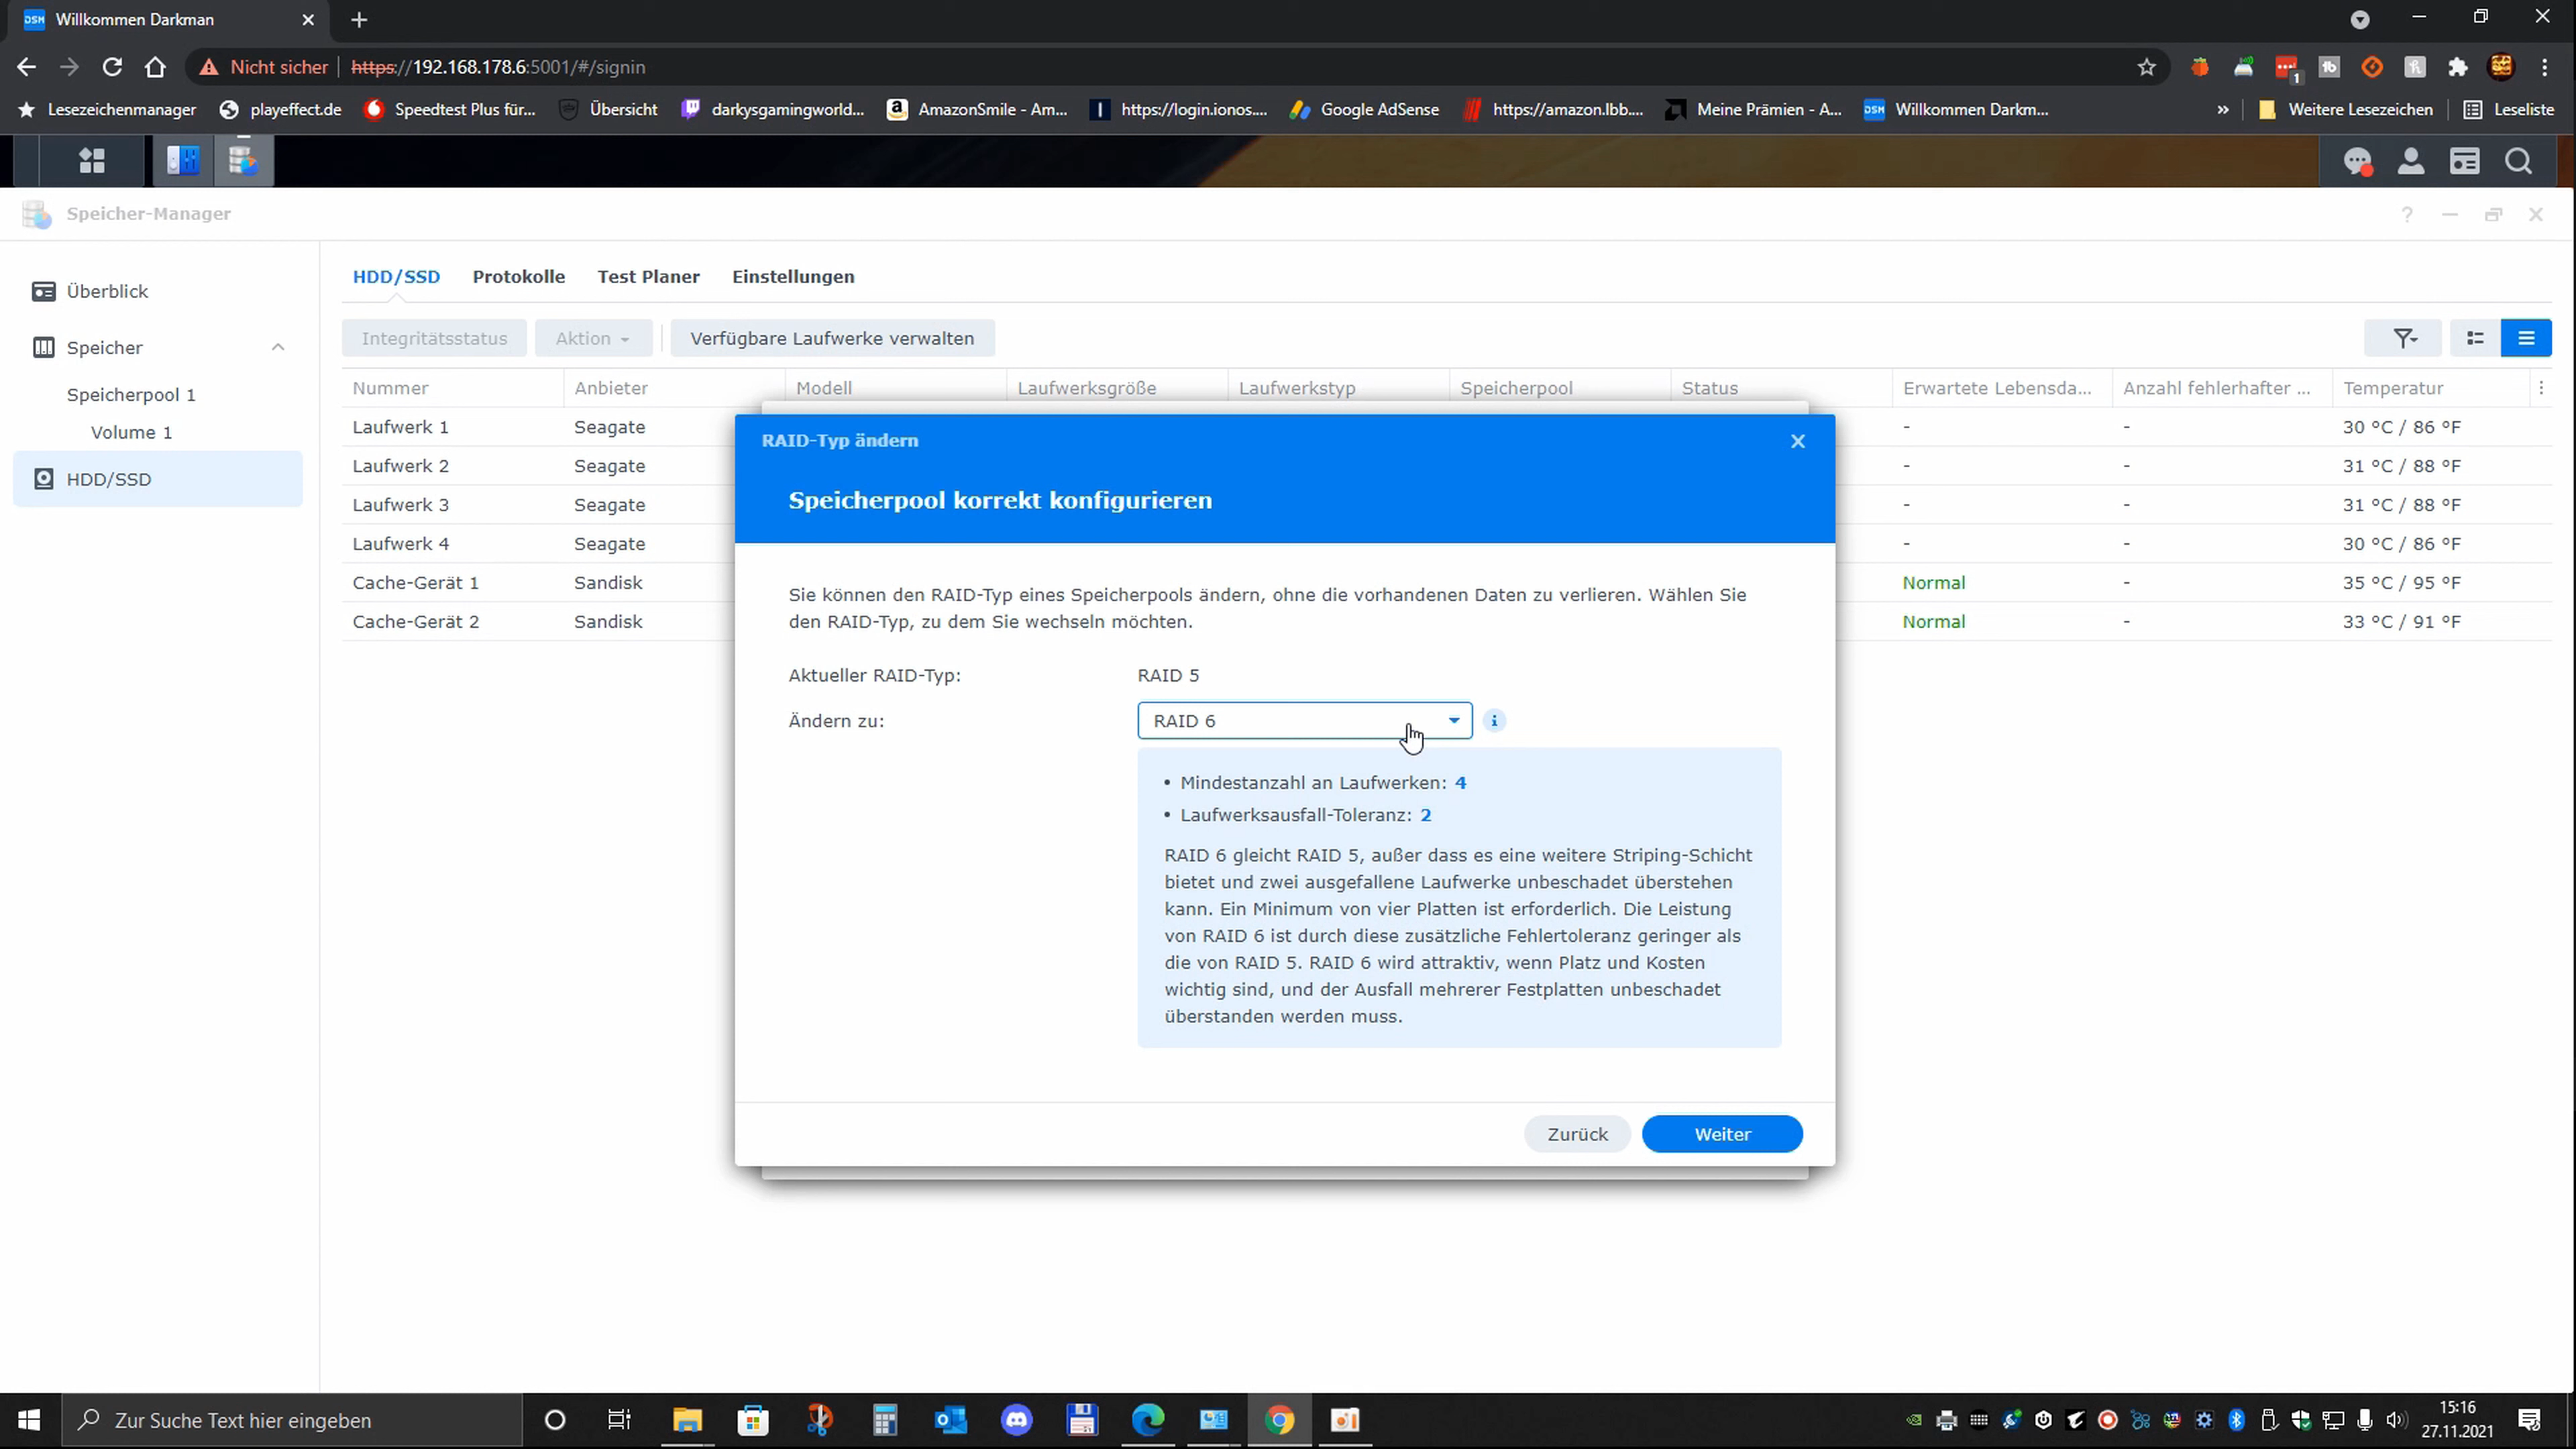 DSM Willkommen Darkman
Nicht sicher https://192.168.178.6:5001/#/signin
1
Lesezeichenmanager playeffect.de Speedtest Plus für... Übersicht darkysgamingworld... AmazonSmile - Am... https://login.ionos.... Google AdSense https://amazon.lbb.... Meine Prämien - A... DSM Willkommen Darkm... » Weitere Lesezeichen Leseliste
Speicher-Manager
Überblick
Speicher
Speicherpool 1
Volume 1
HDD/SSD
HDD/SSD Protokolle Test Planer Einstellungen
Integritätsstatus Aktion Verfügbare Laufwerke verwalten
Nummer Anbieter Modell Laufwerksgröße Laufwerkstyp Speicherpool Status Erwartete Lebensda... Anzahl fehlerhafter ... Temperatur
Laufwerk 1 Seagate - - 30 °C / 86 °F
Laufwerk 2 Seagate - - 31 °C / 88 °F
Laufwerk 3 Seagate - - 31 °C / 88 °F
Laufwerk 4 Seagate - - 30 °C / 86 °F
Cache-Gerät 1 Sandisk Normal - 35 °C / 95 °F
Cache-Gerät 2 Sandisk Normal - 33 °C / 91 °F
RAID-Typ ändern
Speicherpool korrekt konfigurieren
Sie können den RAID-Typ eines Speicherpools ändern, ohne die vorhandenen Daten zu verlieren. Wählen Sie
den RAID-Typ, zu dem Sie wechseln möchten.
Aktueller RAID-Typ: RAID 5
Ändern zu: RAID 6
• Mindestanzahl an Laufwerken: 4
• Laufwerksausfall-Toleranz: 2
RAID 6 gleicht RAID 5, außer dass es eine weitere Striping-Schicht
bietet und zwei ausgefallene Laufwerke unbeschadet überstehen
kann. Ein Minimum von vier Platten ist erforderlich. Die Leistung
von RAID 6 ist durch diese zusätzliche Fehlertoleranz geringer als
die von RAID 5. RAID 6 wird attraktiv, wenn Platz und Kosten
wichtig sind, und der Ausfall mehrerer Festplatten unbeschadet
überstanden werden muss.
Zurück Weiter
Zur Suche Text hier eingeben
15:16
27.11.2021